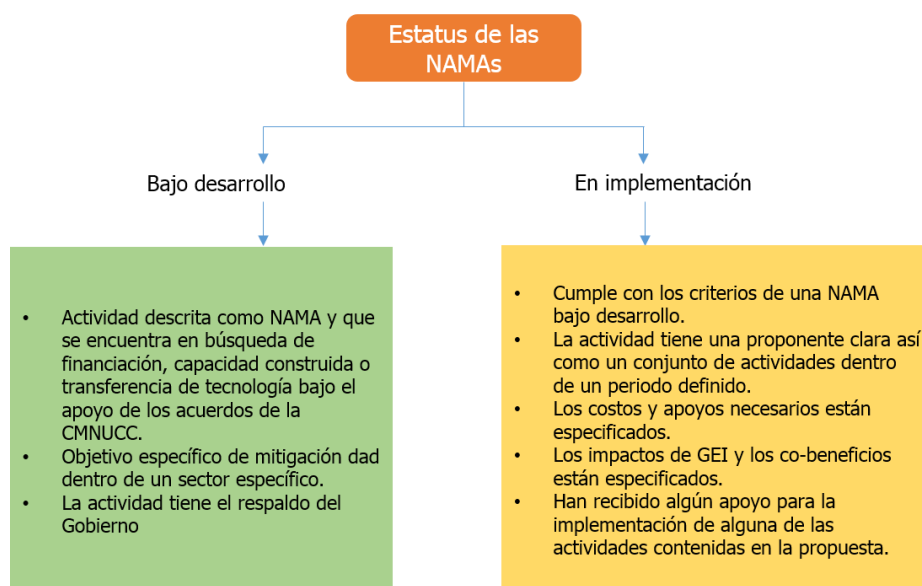 Estatus de las
NAMAs
Bajo desarrollo
En implementación
• Actividad descrita como NAMA y que
se encuentra en búsqueda de
financiación, capacidad construida o
transferencia de tecnología bajo el
apoyo de los acuerdos de la
CMNUCC.
• Objetivo específico de mitigación dad
dentro de un sector específico.
• La actividad tiene el respaldo del
Gobierno
• Cumple con los criterios de una NAMA
bajo desarrollo.
• La actividad tiene una proponente clara así
como un conjunto de actividades dentro
de un periodo definido.
• Los costos y apoyos necesarios están
especificados.
• Los impactos de GEI y los co-beneficios
están especificados.
• Han recibido algún apoyo para la
implementación de alguna de las
actividades contenidas en la propuesta.